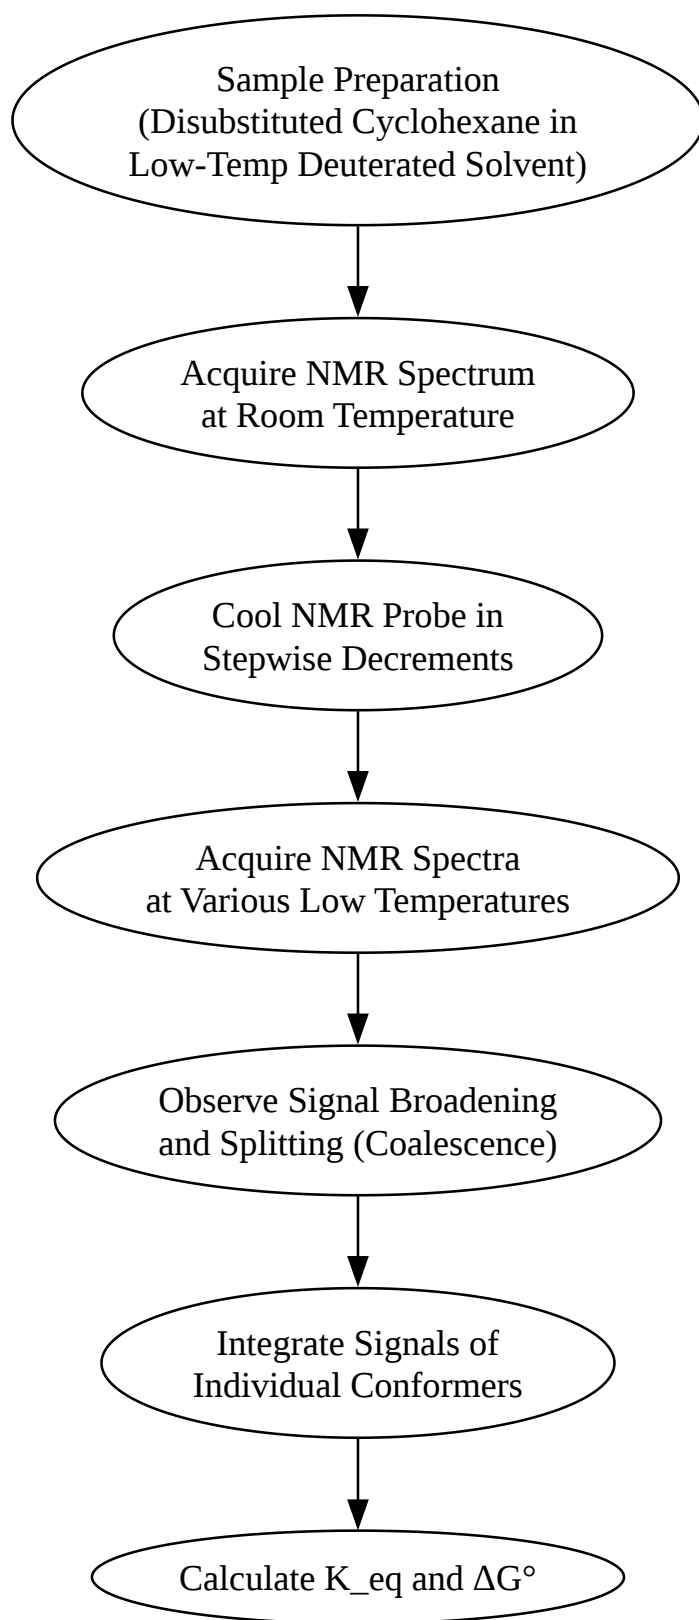 Sample Preparation
(Disubstituted Cyclohexane in
Low-Temp Deuterated Solvent)
Acquire NMR Spectrum
at Room Temperature
Cool NMR Probe in
Stepwise Decrements
Acquire NMR Spectra
at Various Low Temperatures
Observe Signal Broadening
and Splitting (Coalescence)
Integrate Signals of
Individual Conformers
Calculate K_eq and ΔG°